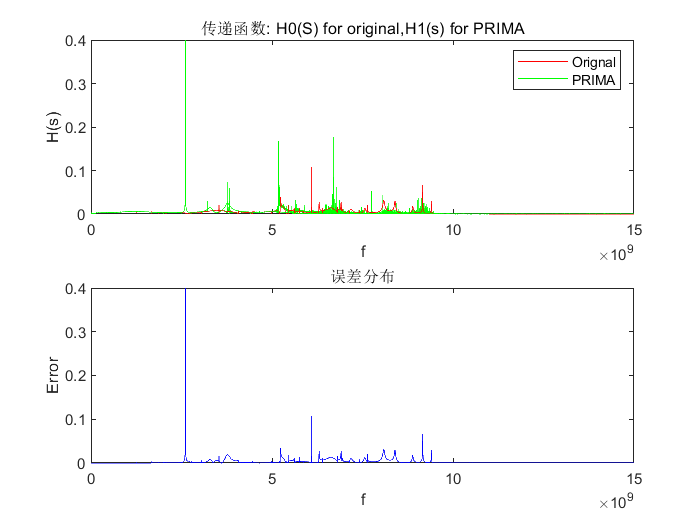 传递函数: H0(S) for original,H1(s) for PRIMA
0.4
0.3
0.2
0.1
0
H(s)
Orignal
PRIMA
0 5 10 15
f
×10^9
误差分布
0.4
0.3
0.2
0.1
0
Error
0 5 10 15
f
×10^9